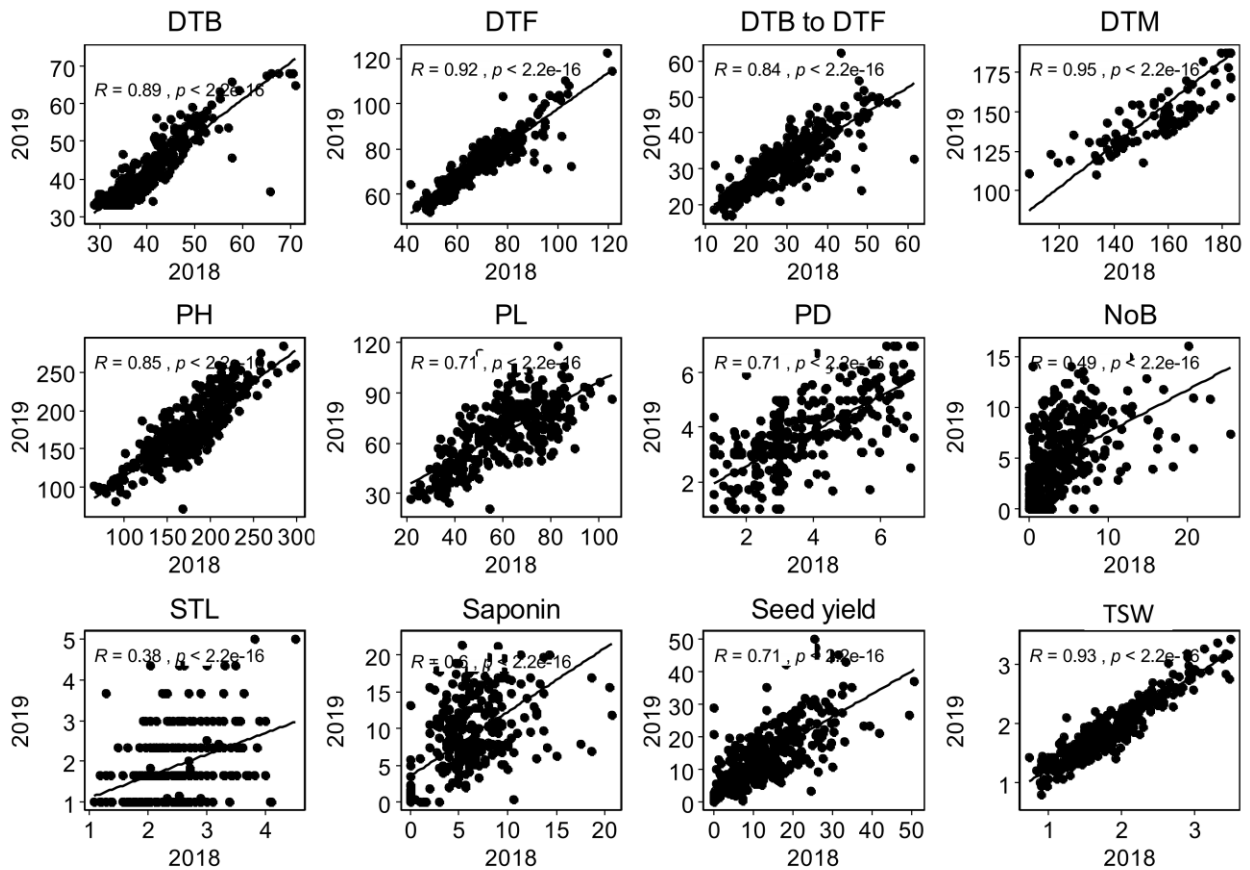 DTB DTF DTB to DTF DTM
R = 0.89 , p < 2.2e-16 R = 0.92 , p < 2.2e-16 R = 0.84 , p < 2.2e-16 R = 0.95 , p < 2.2e-16
70 60 50 40 30 120 100 80 60 60 50 40 30 20 175 150 125 100
2019 2019 2019 2019
30 40 50 60 70 40 60 80 100 120 10 20 30 40 50 60 120 140 160 180
2018 2018 2018 2018
PH PL PD NoB
R = 0.85 , p < 2.2e-16 R = 0.71 , p < 2.2e-16 R = 0.71 , p < 2.2e-16 R = 0.49 , p < 2.2e-16
250 200 150 100 120 90 60 30 6 4 2 15 10 5 0
2019 2019 2019 2019
100 150 200 250 300 20 40 60 80 100 2 4 6 0 10 20
2018 2018 2018 2018
STL Saponin Seed yield TSW
R = 0.38 , p < 2.2e-16 R = 0.6 , p < 2.2e-16 R = 0.71 , p < 2.2e-16 R = 0.93 , p < 2.2e-16
5 4 3 2 1 20 15 10 5 0 50 40 30 20 10 0 3 2 1
2019 2019 2019 2019
1 2 3 4 0 5 10 15 20 0 10 20 30 40 50 1 2 3
2018 2018 2018 2018